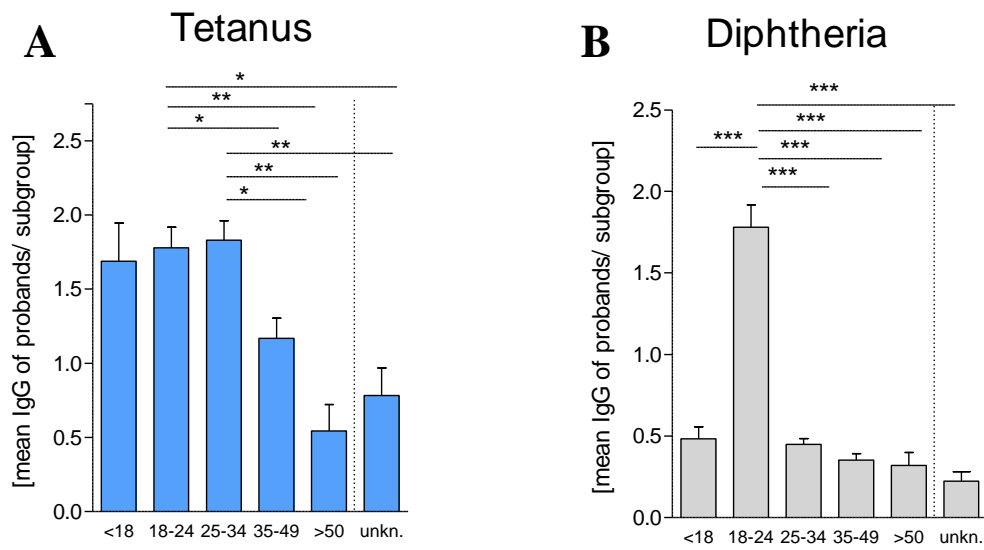 A
Tetanus
*
**
*
**
**
*
[mean IgG of probands/ subgroup]
2.5
2.0
1.5
1.0
0.5
0.0
<18 18-24 25-34 35-49 >50 unkn.
B
Diphtheria
***
***
***
***
***
[mean IgG of probands/ subgroup]
2.5
2.0
1.5
1.0
0.5
0.0
<18 18-24 25-34 35-49 >50 unkn.